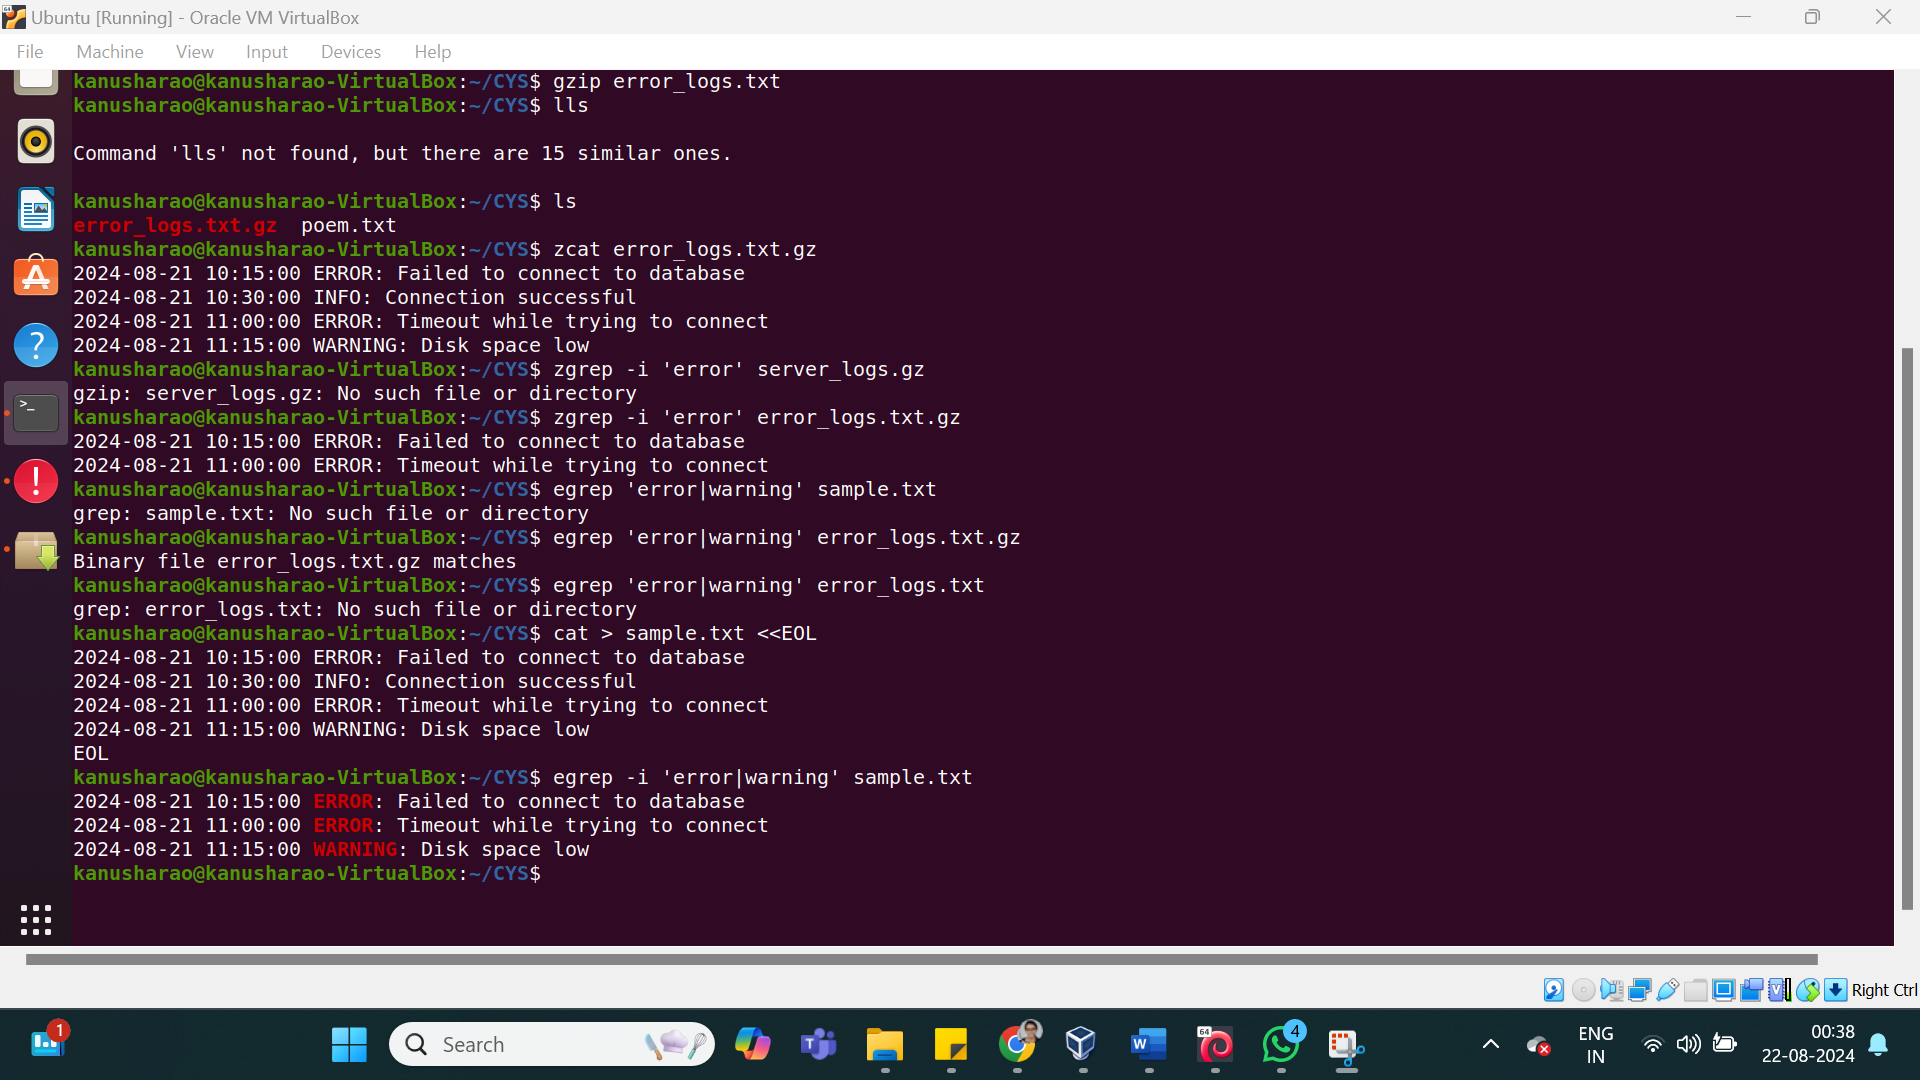 Ubuntu [Running] - Oracle VM VirtualBox
File Machine View Input Devices Help
kanusharao@kanusharao-VirtualBox:~/CYS$ gzip error_logs.txt
kanusharao@kanusharao-VirtualBox:~/CYS$ lls
Command 'lls' not found, but there are 15 similar ones.
kanusharao@kanusharao-VirtualBox:~/CYS$ ls
error_logs.txt.gz  poem.txt
kanusharao@kanusharao-VirtualBox:~/CYS$ zcat error_logs.txt.gz
2024-08-21 10:15:00 ERROR: Failed to connect to database
2024-08-21 10:30:00 INFO: Connection successful
2024-08-21 11:00:00 ERROR: Timeout while trying to connect
2024-08-21 11:15:00 WARNING: Disk space low
kanusharao@kanusharao-VirtualBox:~/CYS$ zgrep -i 'error' server_logs.gz
gzip: server_logs.gz: No such file or directory
kanusharao@kanusharao-VirtualBox:~/CYS$ zgrep -i 'error' error_logs.txt.gz
2024-08-21 10:15:00 ERROR: Failed to connect to database
2024-08-21 11:00:00 ERROR: Timeout while trying to connect
kanusharao@kanusharao-VirtualBox:~/CYS$ egrep 'error|warning' sample.txt
grep: sample.txt: No such file or directory
kanusharao@kanusharao-VirtualBox:~/CYS$ egrep 'error|warning' error_logs.txt.gz
Binary file error_logs.txt.gz matches
kanusharao@kanusharao-VirtualBox:~/CYS$ egrep 'error|warning' error_logs.txt
grep: error_logs.txt: No such file or directory
kanusharao@kanusharao-VirtualBox:~/CYS$ cat > sample.txt <<EOL
2024-08-21 10:15:00 ERROR: Failed to connect to database
2024-08-21 10:30:00 INFO: Connection successful
2024-08-21 11:00:00 ERROR: Timeout while trying to connect
2024-08-21 11:15:00 WARNING: Disk space low
EOL
kanusharao@kanusharao-VirtualBox:~/CYS$ egrep -i 'error|warning' sample.txt
2024-08-21 10:15:00 ERROR: Failed to connect to database
2024-08-21 11:00:00 ERROR: Timeout while trying to connect
2024-08-21 11:15:00 WARNING: Disk space low
kanusharao@kanusharao-VirtualBox:~/CYS$
Right Ctrl
1
Search
64
4
ENG
IN
00:38
22-08-2024